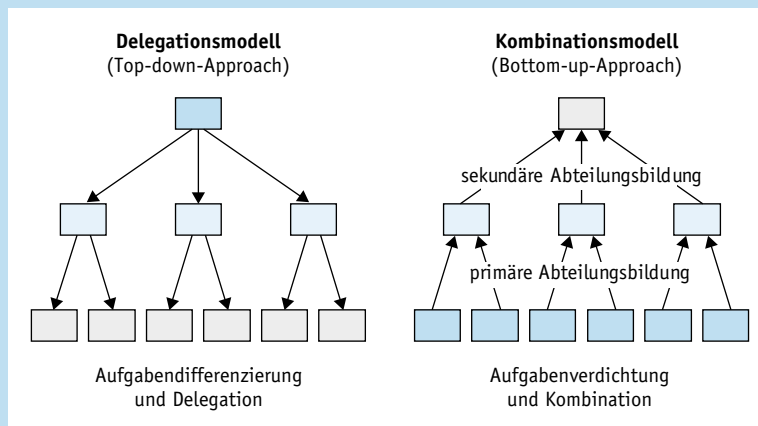 Delegationsmodell
(Top-down-Approach)
Aufgabendifferenzierung
und Delegation
Kombinationsmodell
(Bottom-up-Approach)
sekundäre Abteilungsbildung
primäre Abteilungsbildung
Aufgabenverdichtung
und Kombination